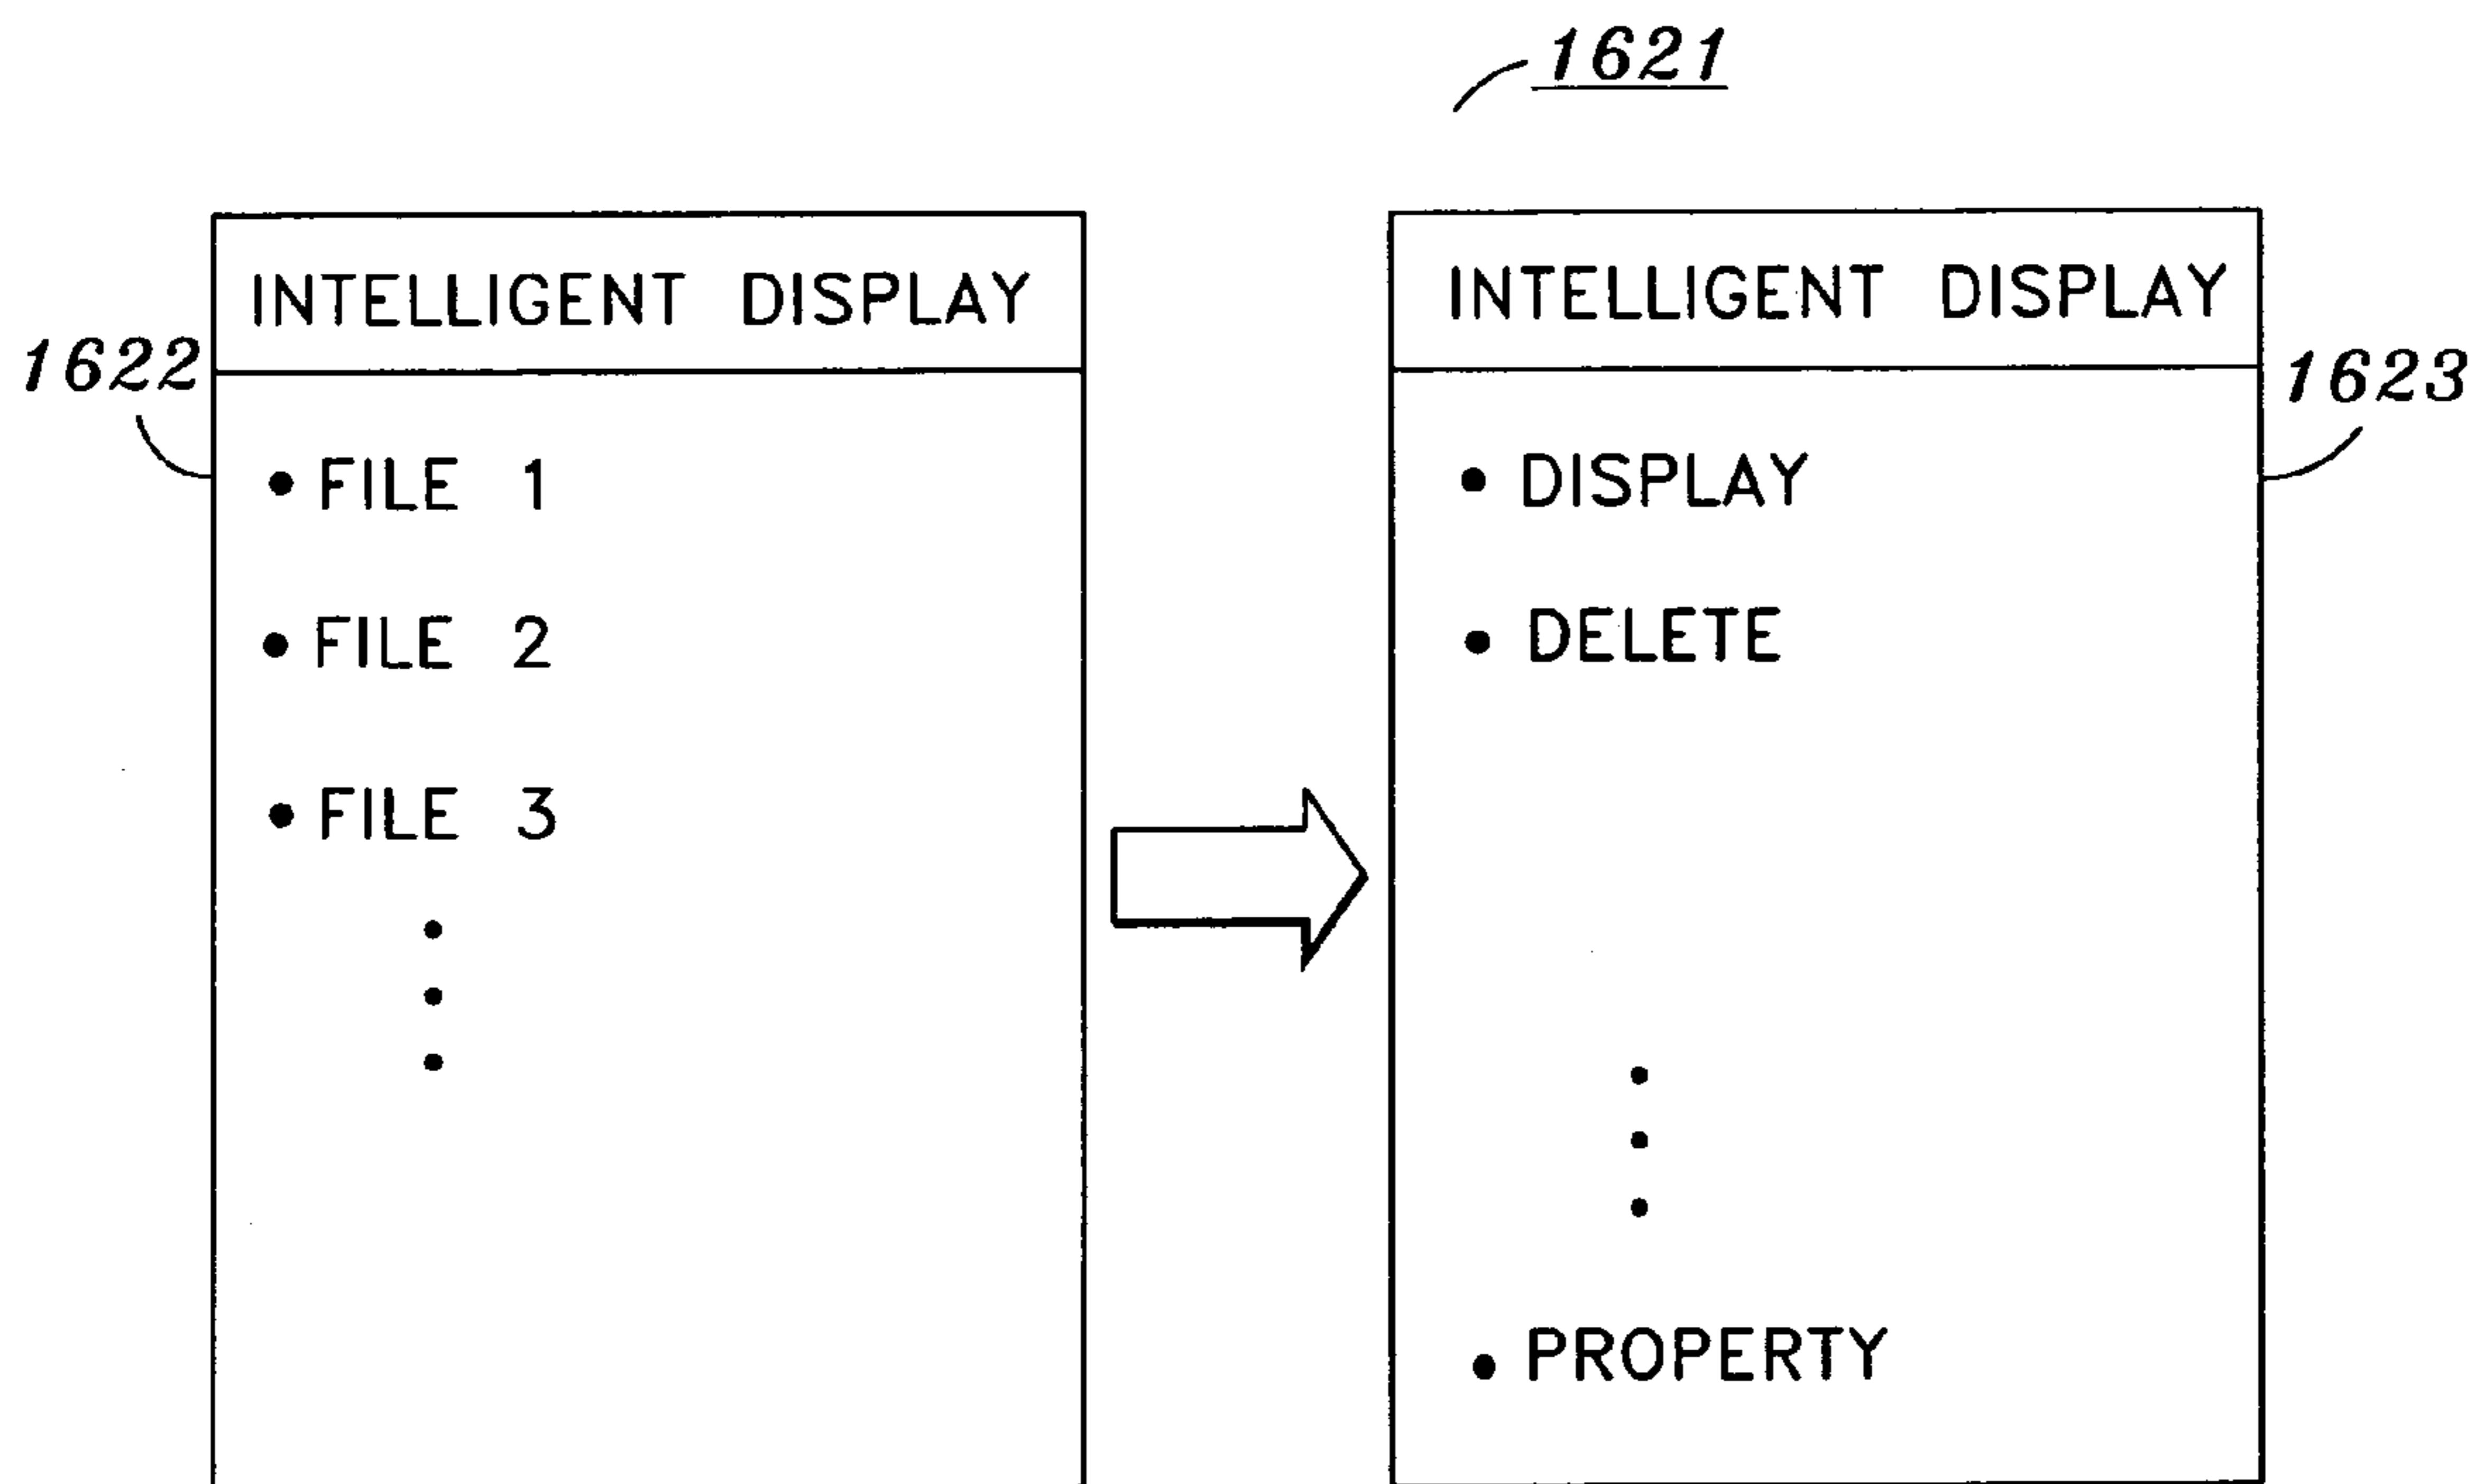 1621
INTELLIGENT DISPLAY
1622
• FILE 1
• FILE 2
• FILE 3
INTELLIGENT DISPLAY
1623
• DISPLAY
• DELETE
• PROPERTY